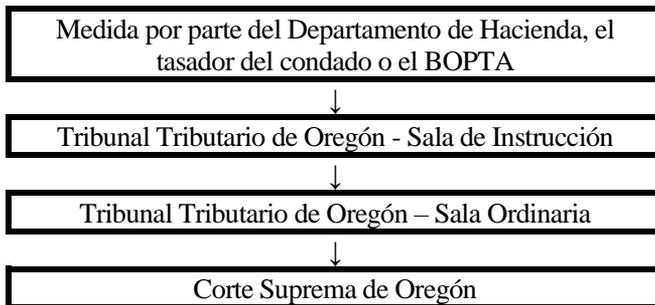 Medida por parte del Departamento de Hacienda, el
tasador del condado o el BOPTA
↓
Tribunal Tributario de Oregón - Sala de Instrucción
↓
Tribunal Tributario de Oregón – Sala Ordinaria
↓
Corte Suprema de Oregón